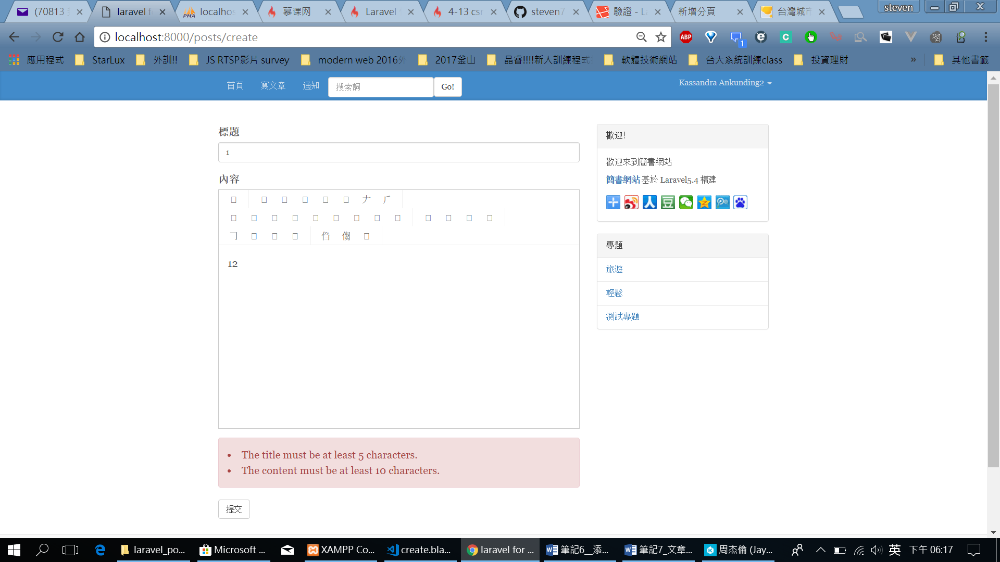 (70813
laravel f
localhos
慕课网
Laravel
4-13 csr
steven7
驗證 - La
新增分頁
台灣城市
steven
localhost:8000/posts/create
ABP
1
應用程式
StarLux
外訓!!
JS RTSP影片 survey
modern web 2016外
2017釜山
晶睿!!!!新人訓練程式
軟體技術網站
台大系統訓練class
投資理財
»
其他書籤
首頁
寫文章
通知
搜索詞
Go!
Kassandra Ankunding2
標題
1
內容
12
The title must be at least 5 characters.
The content must be at least 10 characters.
提交
歡迎!
歡迎來到簡書網站
簡書網站 基於 Laravel5.4 構建
專題
旅遊
輕鬆
測試專題
laravel_po...
Microsoft ...
XAMPP Co...
create.bla...
laravel for ...
筆記6__添...
筆記7_文章...
周杰倫 (Jay...
英
下午 06:17